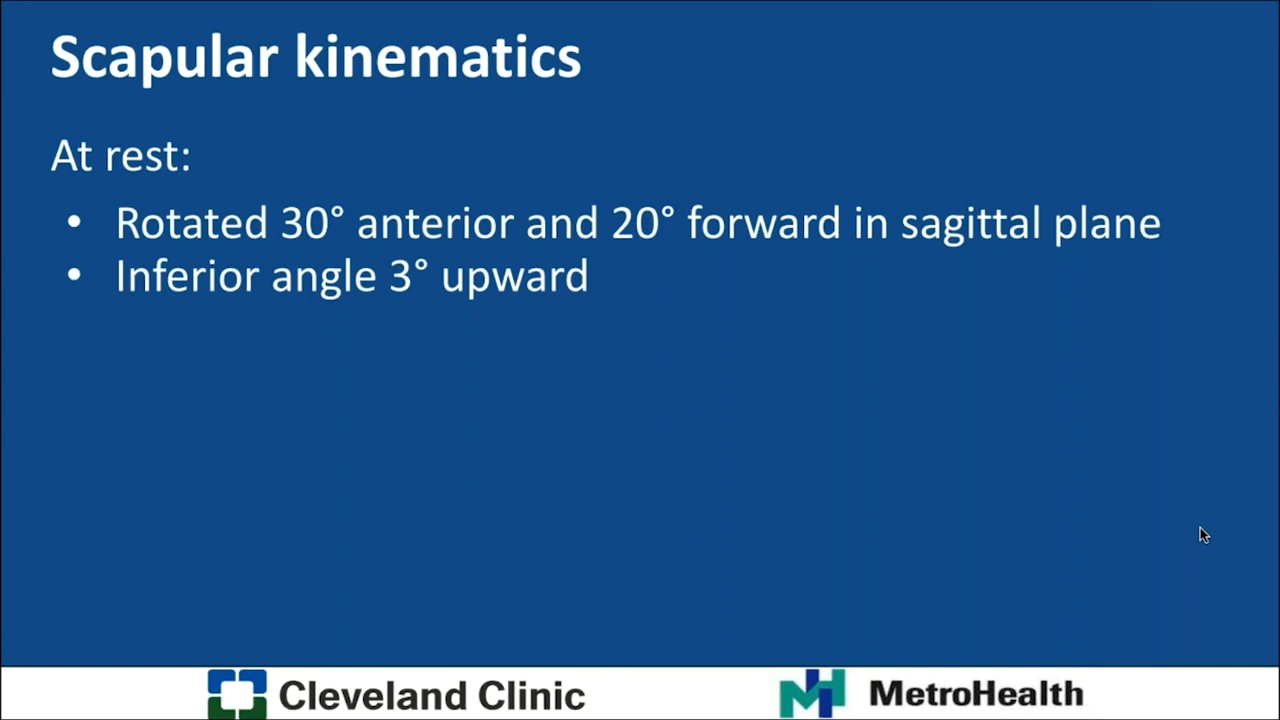 Scapular kinematics
At rest:
• Rotated 30° anterior and 20° forward in sagittal plane
• Inferior angle 3° upward
Cleveland Clinic
MetroHealth